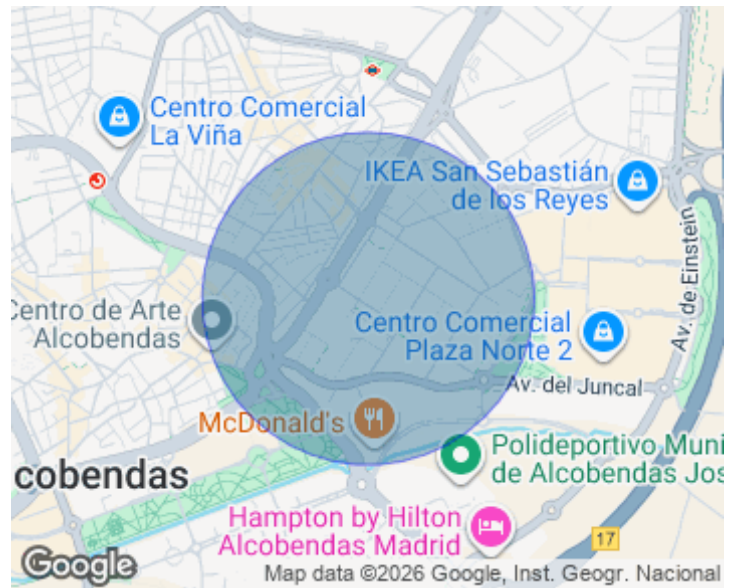 Centro Comercial
La Viña
IKEA San Sebastián
de los Reyes
Av. de Einstein
Centro de Arte
Alcobendas
Centro Comercial
Plaza Norte 2
Av. del Juncal
McDonald's
Polideportivo Muni
de Alcobendas Jos
cobendas
Hampton by Hilton
Alcobendas Madrid
17
Google
Map data ©2026 Google, Inst. Geogr. Nacional